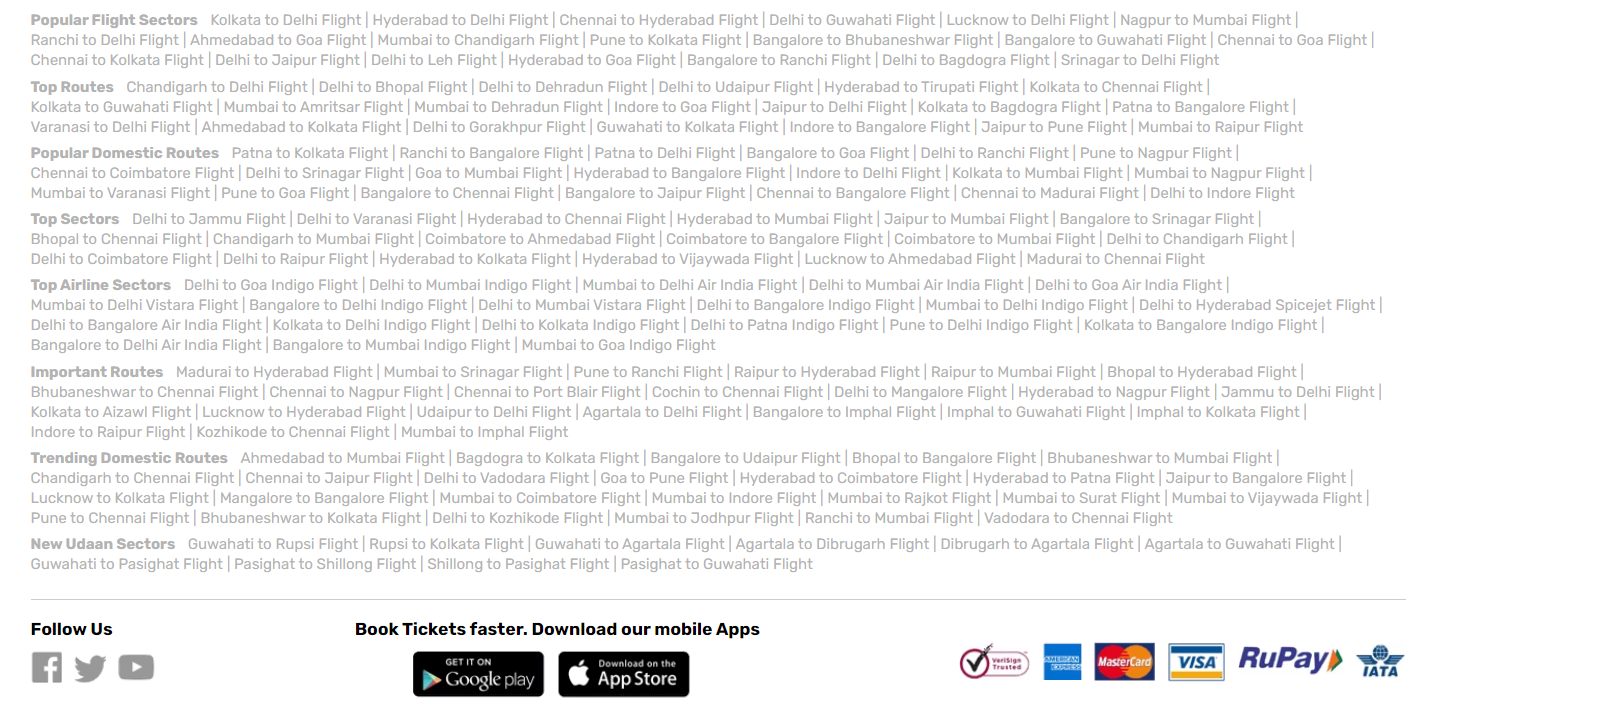 Popular Flight Sectors Kolkata to Delhi Flight | Hyderabad to Delhi Flight | Chennai to Hyderabad Flight | Delhi to Guwahati Flight | Lucknow to Delhi Flight | Nagpur to Mumbai Flight |
Ranchi to Delhi Flight | Ahmedabad to Goa Flight | Mumbai to Chandigarh Flight | Pune to Kolkata Flight | Bangalore to Bhubaneshwar Flight | Bangalore to Guwahati Flight | Chennai to Goa Flight |
Chennai to Kolkata Flight | Delhi to Jaipur Flight | Delhi to Leh Flight | Hyderabad to Goa Flight | Bangalore to Ranchi Flight | Delhi to Bagdogra Flight | Srinagar to Delhi Flight
Top Routes Chandigarh to Delhi Flight | Delhi to Bhopal Flight | Delhi to Dehradun Flight | Delhi to Udaipur Flight | Hyderabad to Tirupati Flight | Kolkata to Chennai Flight |
Kolkata to Guwahati Flight | Mumbai to Amritsar Flight | Mumbai to Dehradun Flight | Indore to Goa Flight | Jaipur to Delhi Flight | Kolkata to Bagdogra Flight | Patna to Bangalore Flight |
Varanasi to Delhi Flight | Ahmedabad to Kolkata Flight | Delhi to Gorakhpur Flight | Guwahati to Kolkata Flight | Indore to Bangalore Flight | Jaipur to Pune Flight | Mumbai to Raipur Flight
Popular Domestic Routes Patna to Kolkata Flight | Ranchi to Bangalore Flight | Patna to Delhi Flight | Bangalore to Goa Flight | Delhi to Ranchi Flight | Pune to Nagpur Flight |
Chennai to Coimbatore Flight | Delhi to Srinagar Flight | Goa to Mumbai Flight | Hyderabad to Bangalore Flight | Indore to Delhi Flight | Kolkata to Mumbai Flight | Mumbai to Nagpur Flight |
Mumbai to Varanasi Flight | Pune to Goa Flight | Bangalore to Chennai Flight | Bangalore to Jaipur Flight | Chennai to Bangalore Flight | Chennai to Madurai Flight | Delhi to Indore Flight
Top Sectors Delhi to Jammu Flight | Delhi to Varanasi Flight | Hyderabad to Chennai Flight | Hyderabad to Mumbai Flight | Jaipur to Mumbai Flight | Bangalore to Srinagar Flight |
Bhopal to Chennai Flight | Chandigarh to Mumbai Flight | Coimbatore to Ahmedabad Flight | Coimbatore to Bangalore Flight | Coimbatore to Mumbai Flight | Delhi to Chandigarh Flight |
Delhi to Coimbatore Flight | Delhi to Raipur Flight | Hyderabad to Kolkata Flight | Hyderabad to Vijaywada Flight | Lucknow to Ahmedabad Flight | Madurai to Chennai Flight
Top Airline Sectors Delhi to Goa Indigo Flight | Delhi to Mumbai Indigo Flight | Mumbai to Delhi Air India Flight | Delhi to Mumbai Air India Flight | Delhi to Goa Air India Flight |
Mumbai to Delhi Vistara Flight | Bangalore to Delhi Indigo Flight | Delhi to Mumbai Vistara Flight | Delhi to Bangalore Indigo Flight | Mumbai to Delhi Indigo Flight | Delhi to Hyderabad Spicejet Flight |
Delhi to Bangalore Air India Flight | Kolkata to Delhi Indigo Flight | Delhi to Kolkata Indigo Flight | Delhi to Patna Indigo Flight | Pune to Delhi Indigo Flight | Kolkata to Bangalore Indigo Flight |
Bangalore to Delhi Air India Flight | Bangalore to Mumbai Indigo Flight | Mumbai to Goa Indigo Flight
Important Routes Madurai to Hyderabad Flight | Mumbai to Srinagar Flight | Pune to Ranchi Flight | Raipur to Hyderabad Flight | Raipur to Mumbai Flight | Bhopal to Hyderabad Flight |
Bhubaneshwar to Chennai Flight | Chennai to Nagpur Flight | Chennai to Port Blair Flight | Cochin to Chennai Flight | Delhi to Mangalore Flight | Hyderabad to Nagpur Flight | Jammu to Delhi Flight |
Kolkata to Aizawl Flight | Lucknow to Hyderabad Flight | Udaipur to Delhi Flight | Agartala to Delhi Flight | Bangalore to Imphal Flight | Imphal to Guwahati Flight | Imphal to Kolkata Flight |
Indore to Raipur Flight | Kozhikode to Chennai Flight | Mumbai to Imphal Flight
Trending Domestic Routes Ahmedabad to Mumbai Flight | Bagdogra to Kolkata Flight | Bangalore to Udaipur Flight | Bhopal to Bangalore Flight | Bhubaneshwar to Mumbai Flight |
Chandigarh to Chennai Flight | Chennai to Jaipur Flight | Delhi to Vadodara Flight | Goa to Pune Flight | Hyderabad to Coimbatore Flight | Hyderabad to Patna Flight | Jaipur to Bangalore Flight |
Lucknow to Kolkata Flight | Mangalore to Bangalore Flight | Mumbai to Coimbatore Flight | Mumbai to Indore Flight | Mumbai to Rajkot Flight | Mumbai to Surat Flight | Mumbai to Vijaywada Flight |
Pune to Chennai Flight | Bhubaneshwar to Kolkata Flight | Delhi to Kozhikode Flight | Mumbai to Jodhpur Flight | Ranchi to Mumbai Flight | Vadodara to Chennai Flight
New Udaan Sectors Guwahati to Rupsi Flight | Rupsi to Kolkata Flight | Guwahati to Agartala Flight | Agartala to Dibrugarh Flight | Dibrugarh to Agartala Flight | Agartala to Guwahati Flight |
Guwahati to Pasighat Flight | Pasighat to Shillong Flight | Shillong to Pasighat Flight | Pasighat to Guwahati Flight
Follow Us
Book Tickets faster. Download our mobile Apps
GET IT ON
Google play
Download on the
App Store
VeriSign
Trusted
AMERICAN
EXPRESS
MasterCard
VISA
RuPay
IATA